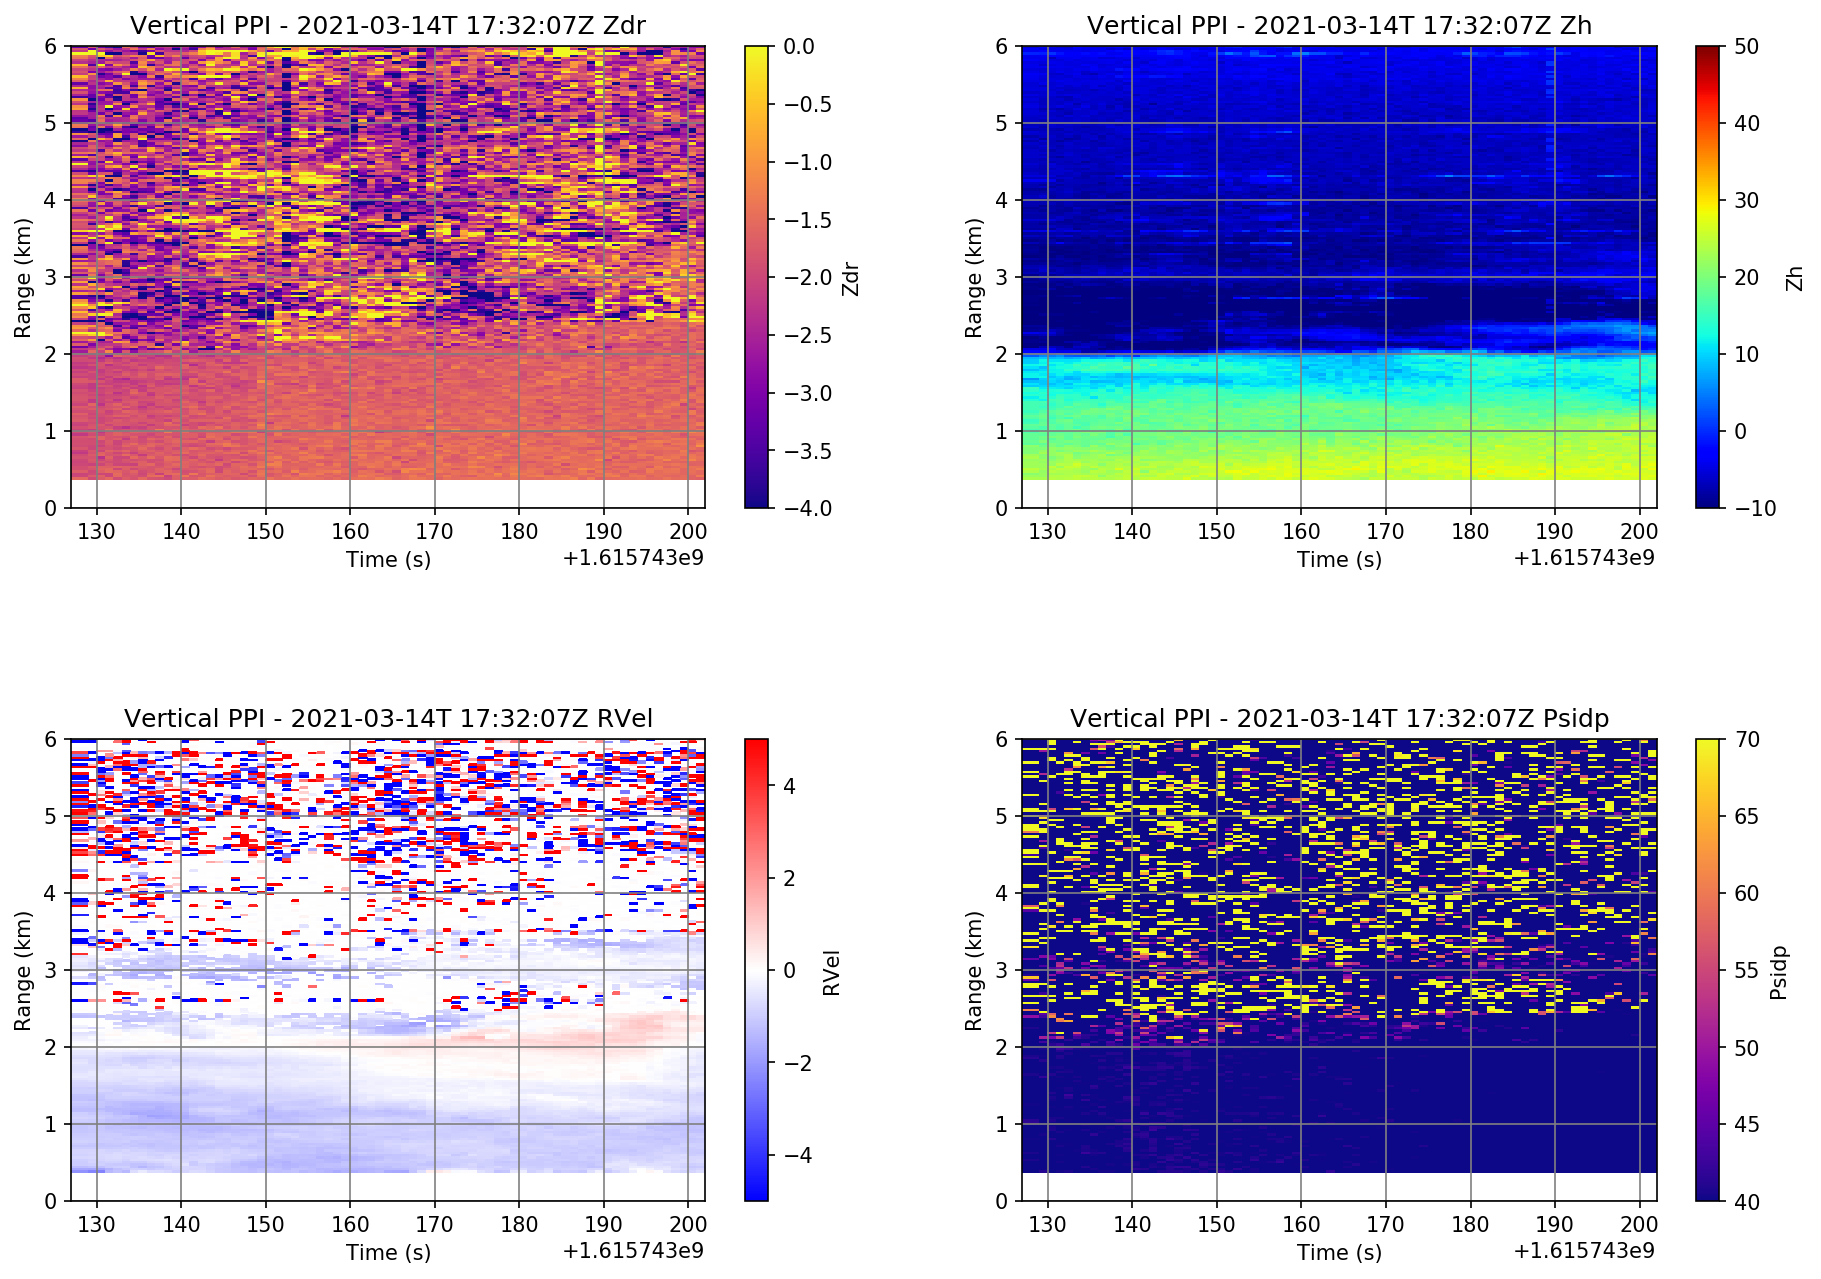 Vertical PPI - 2021-03-14T 17:32:07Z Zdr
6
5
4
3
2
1
0
Range (km)
130 140 150 160 170 180 190 200
Time (s)
+1.615743e9
0.0
−0.5
−1.0
−1.5
−2.0
−2.5
−3.0
−3.5
−4.0
Zdr
Vertical PPI - 2021-03-14T 17:32:07Z Zh
6
5
4
3
2
1
0
Range (km)
130 140 150 160 170 180 190 200
Time (s)
+1.615743e9
50
40
30
20
10
0
−10
Zh
Vertical PPI - 2021-03-14T 17:32:07Z RVel
6
5
4
3
2
1
0
Range (km)
130 140 150 160 170 180 190 200
Time (s)
+1.615743e9
4
2
0
−2
−4
RVel
Vertical PPI - 2021-03-14T 17:32:07Z Psidp
6
5
4
3
2
1
0
Range (km)
130 140 150 160 170 180 190 200
Time (s)
+1.615743e9
70
65
60
55
50
45
40
Psidp